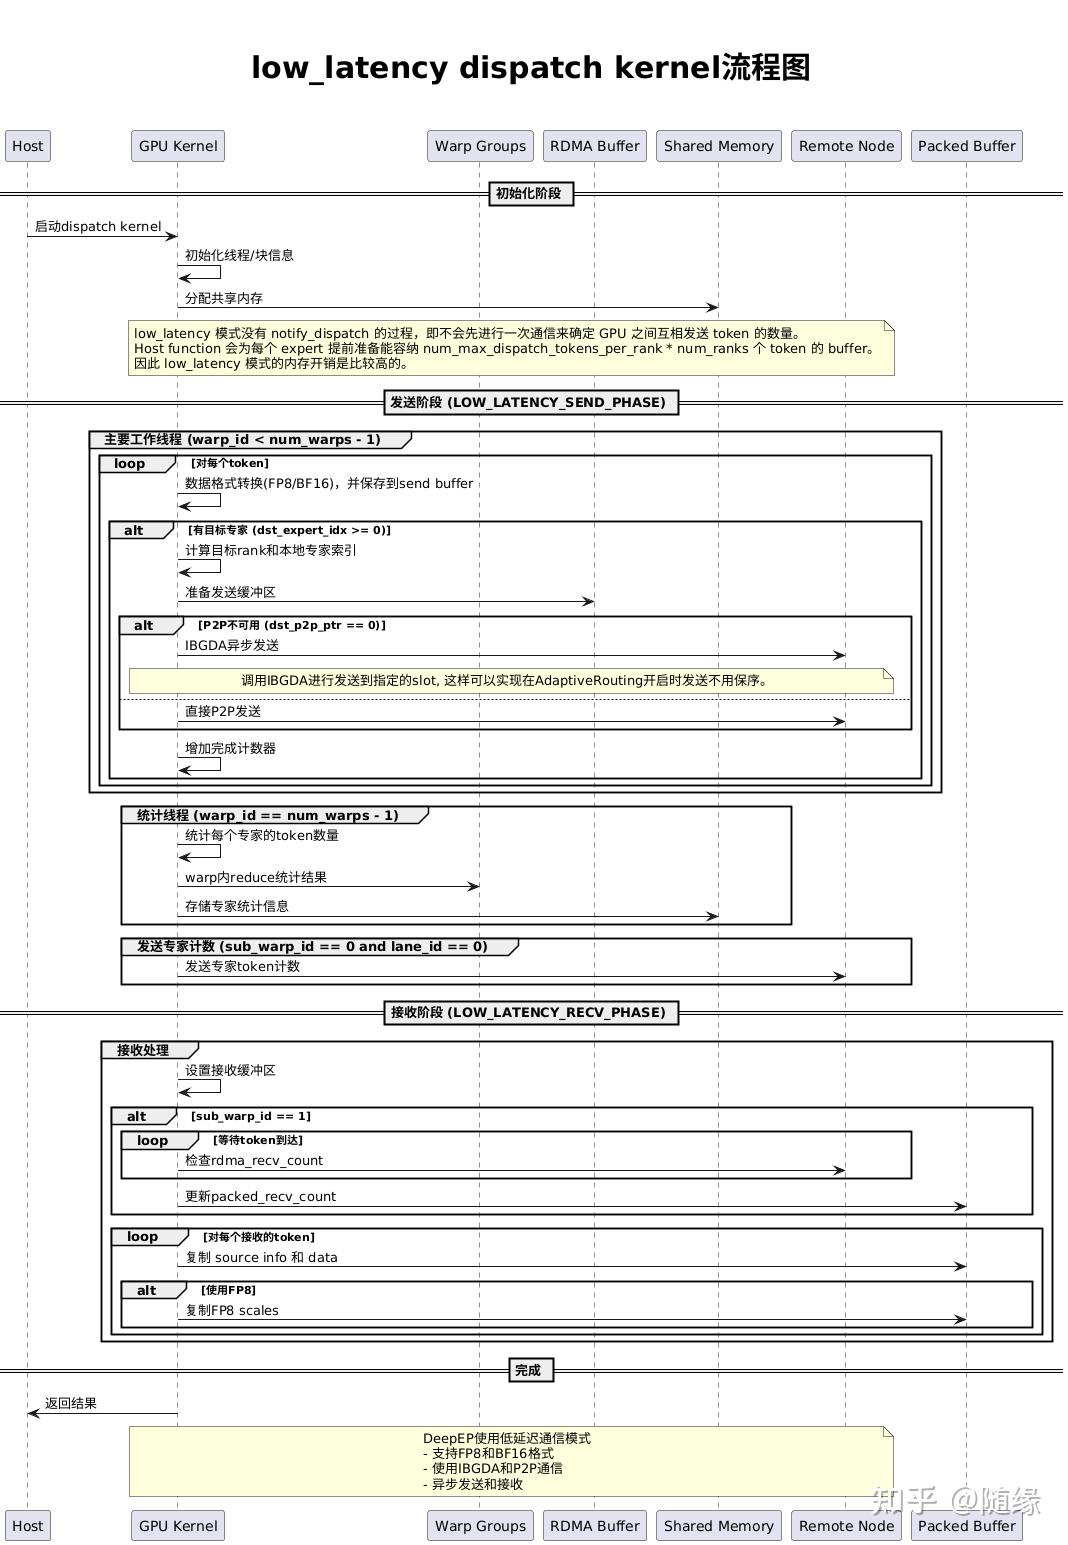 low_latency dispatch kernel流程图
Host GPU Kernel Warp Groups RDMA Buffer Shared Memory Remote Node Packed Buffer
初始化阶段
启动dispatch kernel
初始化线程/块信息
分配共享内存
low_latency 模式没有 notify_dispatch 的过程，即不会先进行一次通信来确定 GPU 之间互相发送 token 的数量。
Host function 会为每个 expert 提前准备能容纳 num_max_dispatch_tokens_per_rank * num_ranks 个 token 的 buffer。
因此 low_latency 模式的内存开销是比较高的。
发送阶段 (LOW_LATENCY_SEND_PHASE)
主要工作线程 (warp_id < num_warps - 1)
loop [对每个token]
数据格式转换(FP8/BF16)，并保存到send buffer
alt [有目标专家 (dst_expert_idx >= 0)]
计算目标rank和本地专家索引
准备发送缓冲区
alt [P2P不可用 (dst_p2p_ptr == 0)]
IBGDA异步发送
调用IBGDA进行发送到指定的slot, 这样可以实现在AdaptiveRouting开启时发送不用保序。
直接P2P发送
增加完成计数器
统计线程 (warp_id == num_warps - 1)
统计每个专家的token数量
warp内reduce统计结果
存储专家统计信息
发送专家计数 (sub_warp_id == 0 and lane_id == 0)
发送专家token计数
接收阶段 (LOW_LATENCY_RECV_PHASE)
接收处理
设置接收缓冲区
alt [sub_warp_id == 1]
loop [等待token到达]
检查rdma_recv_count
更新packed_recv_count
loop [对每个接收的token]
复制 source info 和 data
alt [使用FP8]
复制FP8 scales
完成
返回结果
DeepEP使用低延迟通信模式
- 支持FP8和BF16格式
- 使用IBGDA和P2P通信
- 异步发送和接收
知乎 @随缘
Host GPU Kernel Warp Groups RDMA Buffer Shared Memory Remote Node Packed Buffer